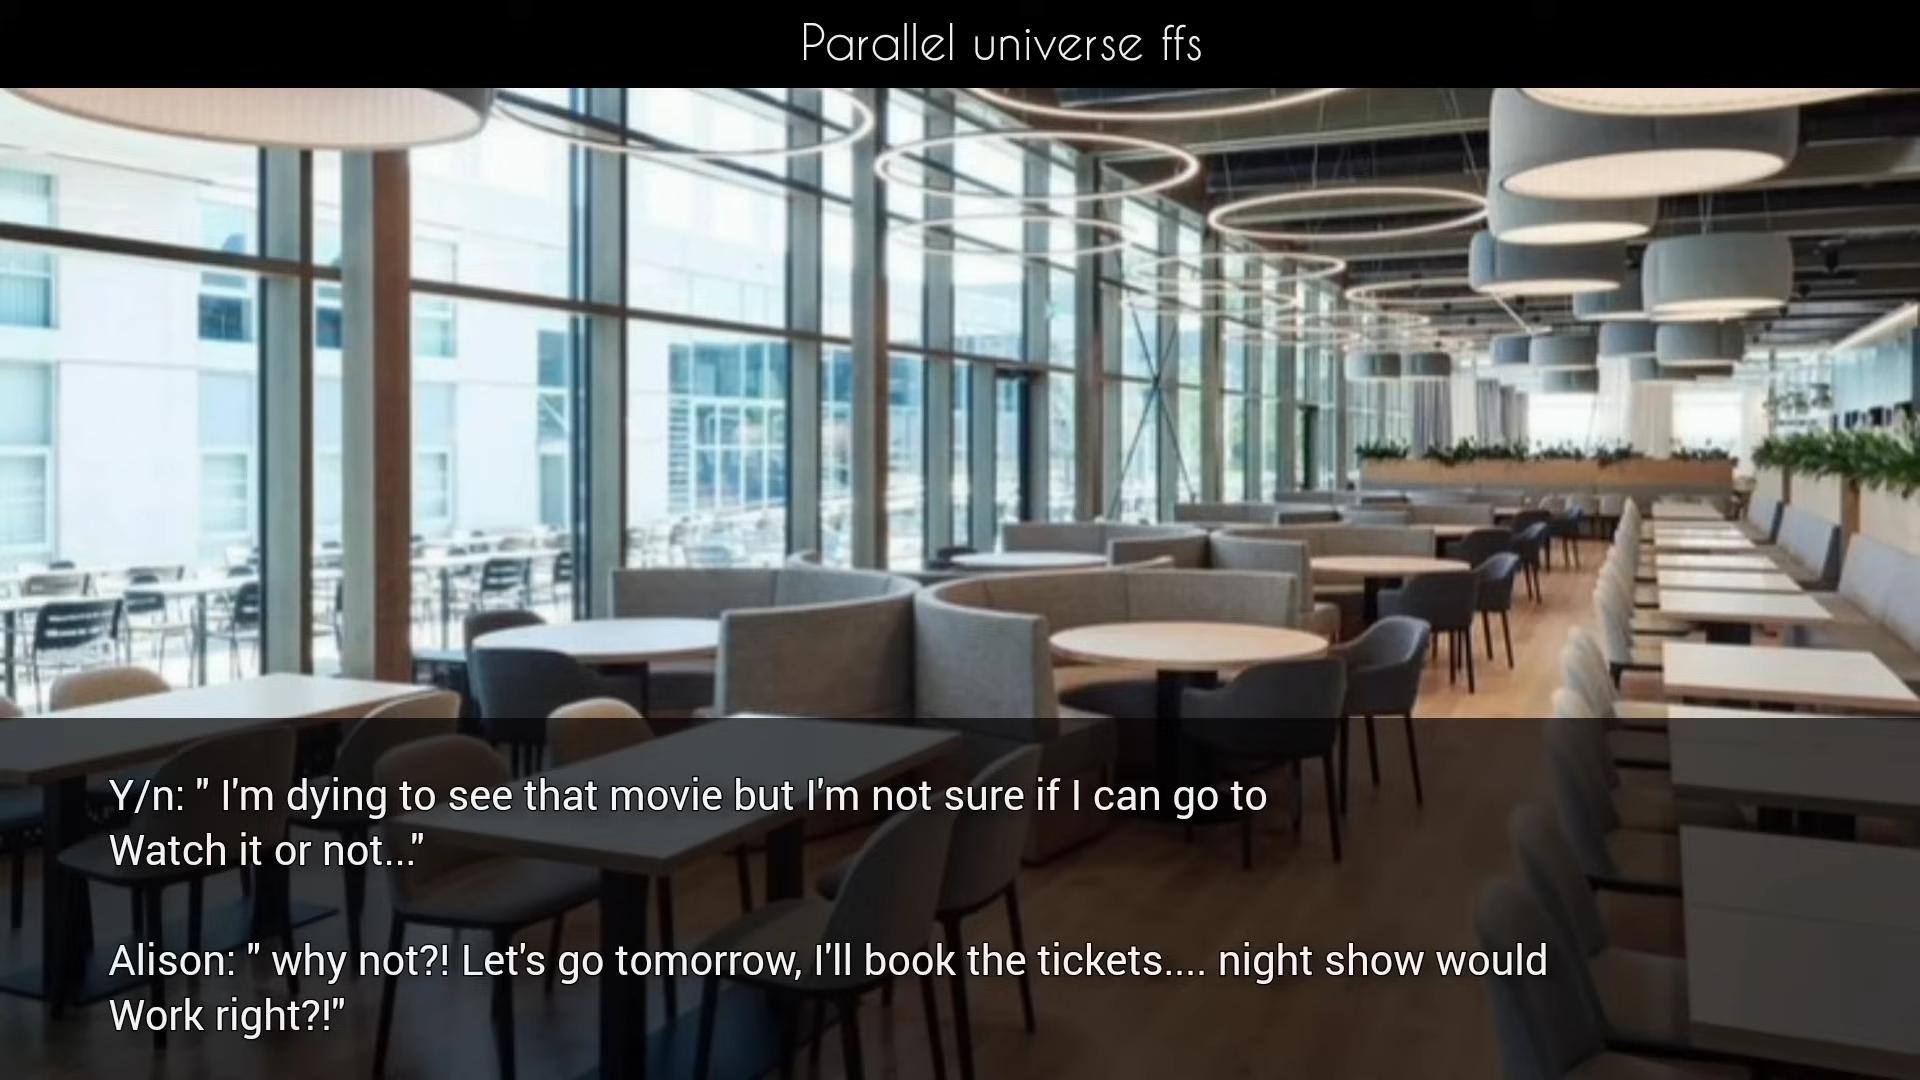 Parallel universe ffs
Y/n: " I'm dying to see that movie but I'm not sure if I can go to
Watch it or not..."
Alison: " why not?! Let's go tomorrow, I'll book the tickets.... night show would
Work right?!"